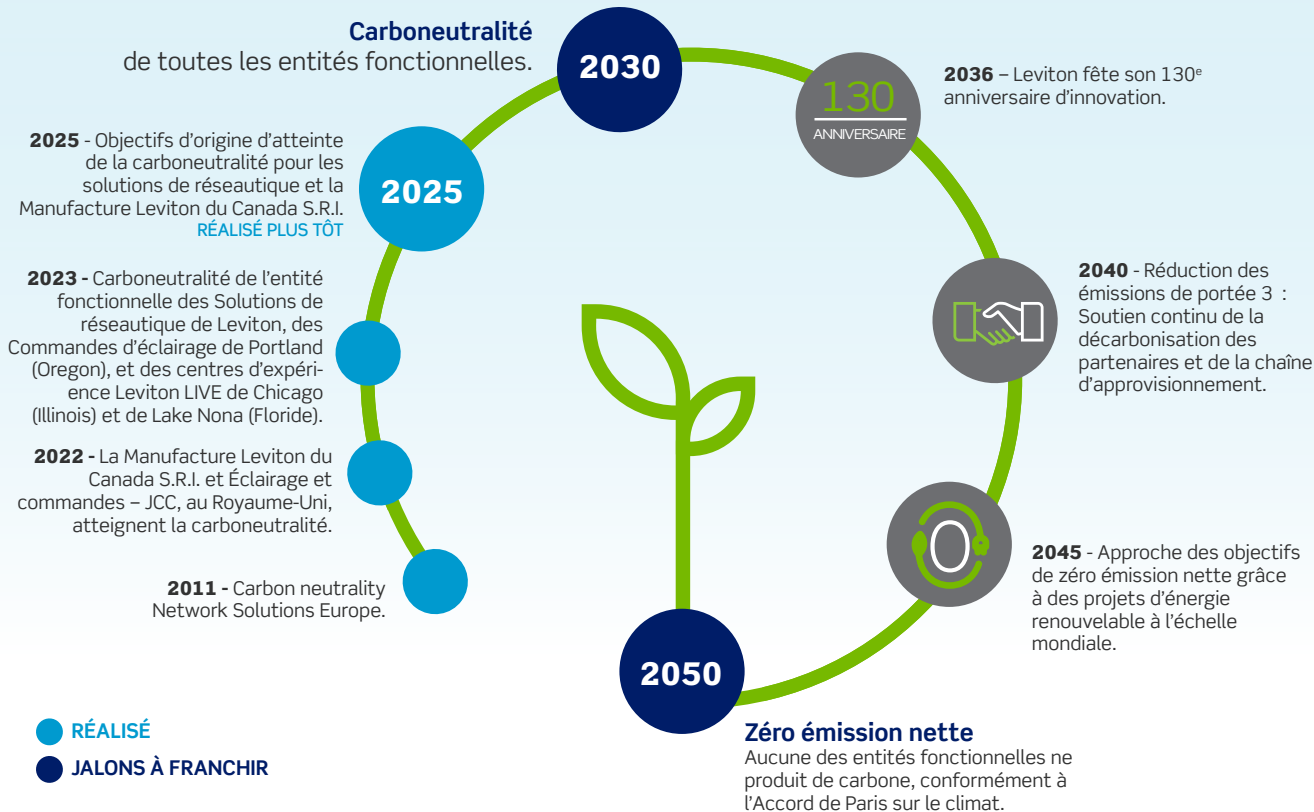 Carboneutralité
de toutes les entités fonctionnelles.
2030
130
ANNIVERSAIRE
2036 – Leviton fête son 130e
anniversaire d'innovation.
2025 - Objectifs d'origine d'atteinte
de la carboneutralité pour les
solutions de réseautique et la
Manufacture Leviton du Canada S.R.I.
RÉALISÉ PLUS TÔT
2025
2023 - Carboneutralité de l'entité
fonctionnelle des Solutions de
réseautique de Leviton, des
Commandes d'éclairage de Portland
(Oregon), et des centres d'expéri-
ence Leviton LIVE de Chicago
(Illinois) et de Lake Nona (Floride).
2040 - Réduction des
émissions de portée 3 :
Soutien continu de la
décarbonisation des
partenaires et de la chaîne
d'approvisionnement.
2022 - La Manufacture Leviton du
Canada S.R.I. et Éclairage et
commandes – JCC, au Royaume-Uni,
atteignent la carboneutralité.
0
2045 - Approche des objectifs
de zéro émission nette grâce
à des projets d'énergie
renouvelable à l'échelle
mondiale.
2011 - Carbon neutrality
Network Solutions Europe.
2050
Zéro émission nette
Aucune des entités fonctionnelles ne
produit de carbone, conformément à
l'Accord de Paris sur le climat.
RÉALISÉ
JALONS À FRANCHIR